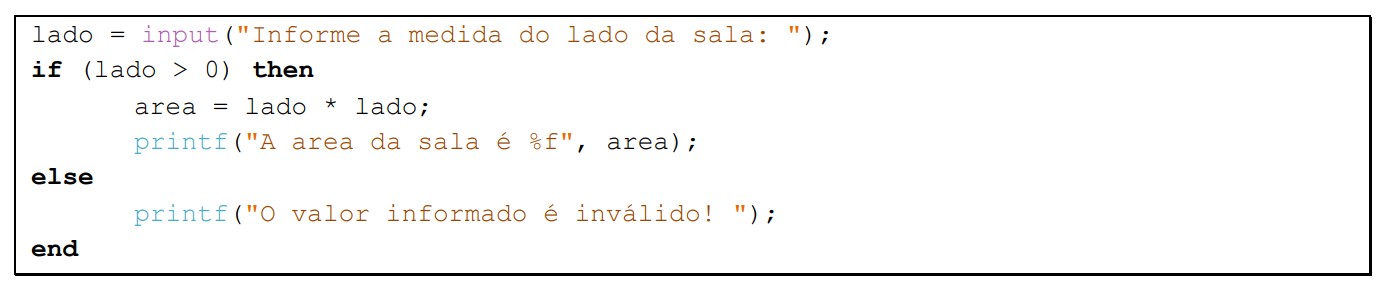 lado = input("Informe a medida do lado da sala: ");
if (lado > 0) then
area = lado * lado;
printf("A area da sala é %f", area);
else
printf("O valor informado é inválido! ");
end